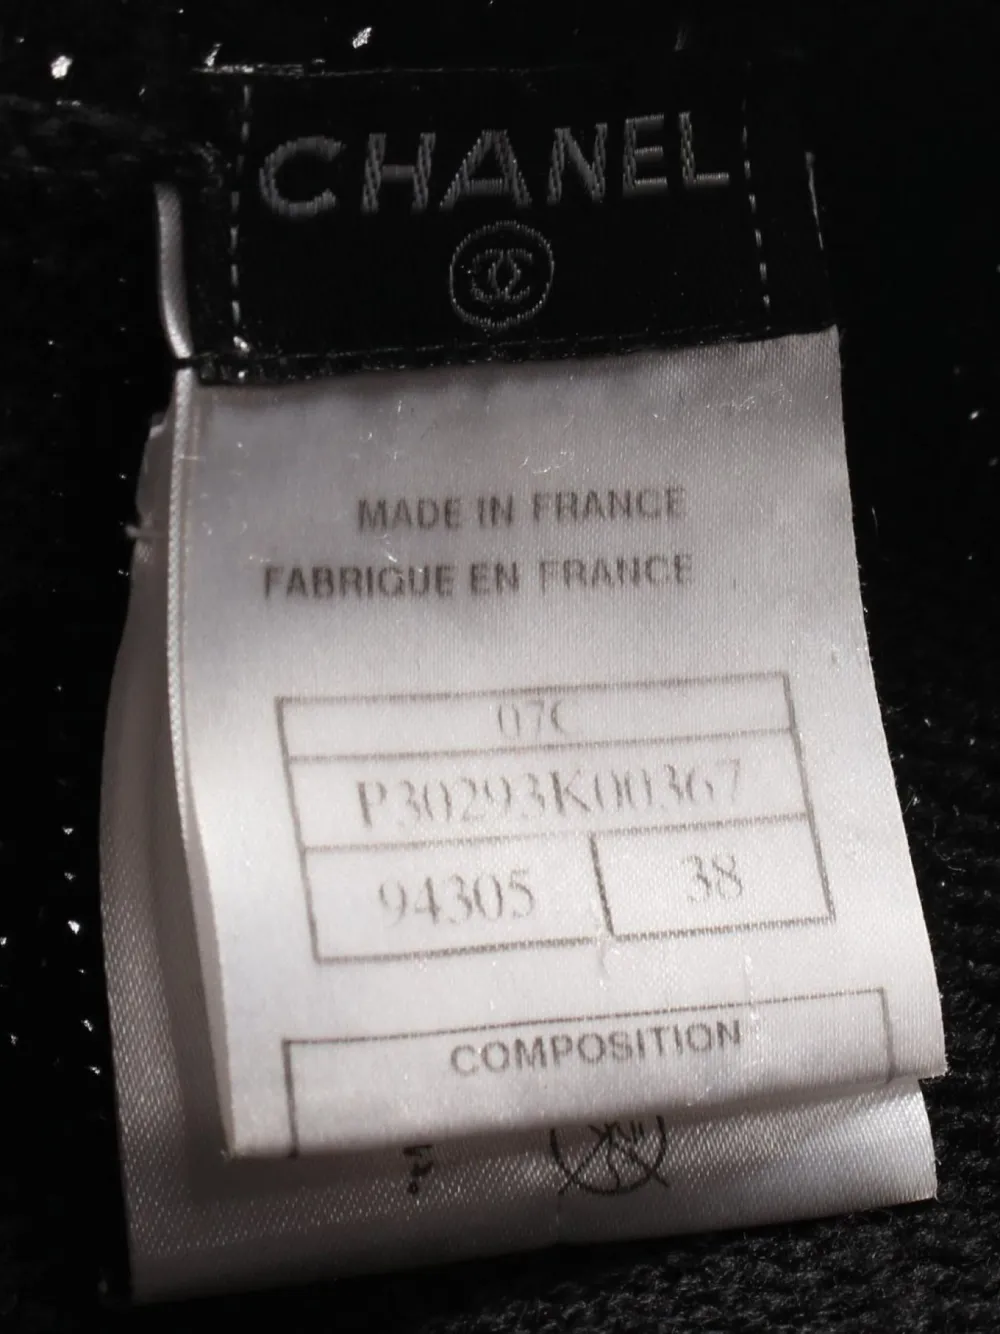 CHANEL
MADE IN FRANCE
FABRIQUE EN FRANCE
07C
P30293K00367
94305 38
COMPOSITION